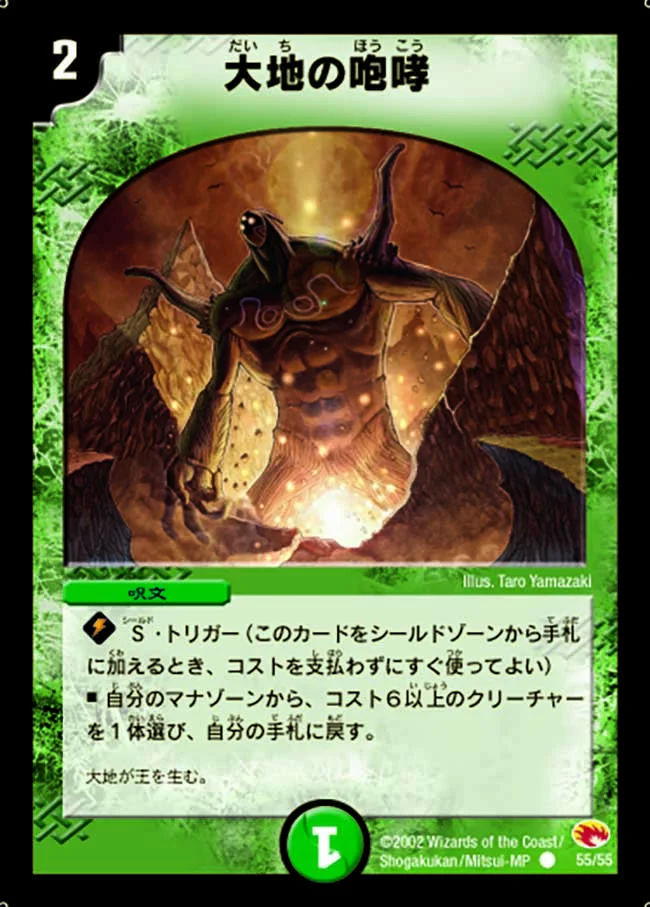 2
大地の咆哮
だい ち ほう こう
Illus. Taro Yamazaki
呪文
S・トリガー(このカードをシールドゾーンから手札
に加えるとき、コストを支払わずにすぐ使ってよい)
■ 自分のマナゾーンから、コスト6以上のクリーチャー
を1体選び、自分の手札に戻す。
大地が王を生む。
1
©2002 Wizards of the Coast/
Shogakukan/Mitsui-MP
55/55